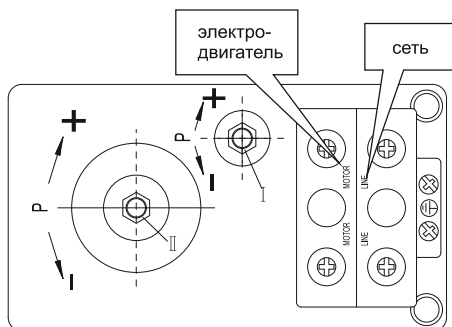 электро-
двигатель
сеть
+
+
P
P
-
-
I
II
MOTOR
LINE
MOTOR
LINE